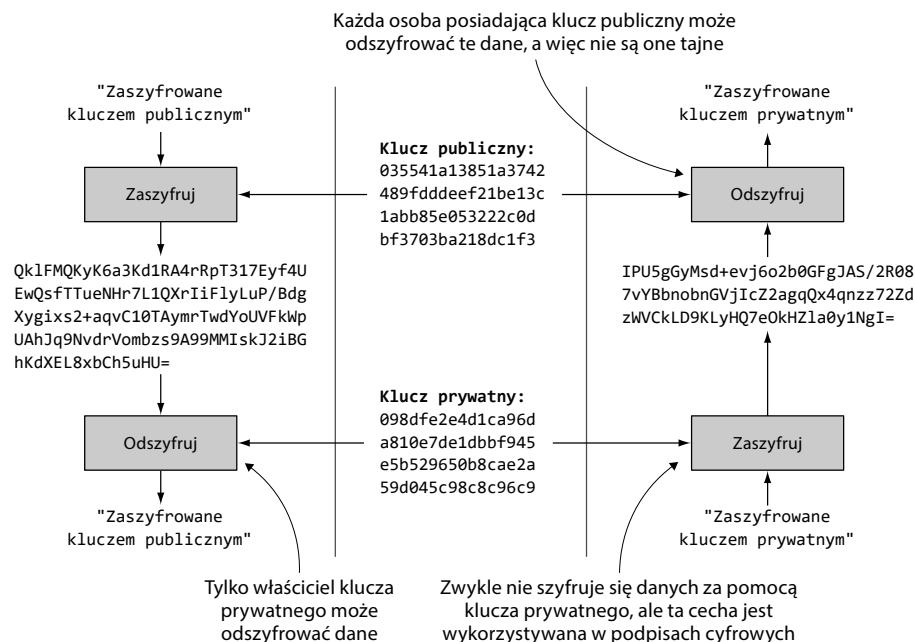 Każda osoba posiadająca klucz publiczny może
odszyfrować te dane, a więc nie są one tajne
"Zaszyfrowane
kluczem publicznym"
Zaszyfruj
QklFMQKyK6a3Kd1RA4rRpT317Eyf4U
EwQsfTTueNHr7L1QXrIiFlyLuP/Bdg
Xygixs2+aqvC10TAymrTwdYoUVFkWp
UAhJq9NvdrVombzs9A99MMIskJ2iBG
hKdXEL8xbCh5uHU=
Odszyfruj
"Zaszyfrowane
kluczem publicznym"
Tylko właściciel klucza
prywatnego może
odszyfrować dane
Klucz publiczny:
035541a13851a3742
489fdddeef21be13c
1abb85e053222c0d
bf3703ba218dc1f3
Klucz prywatny:
098dfe2e4d1ca96d
a810e7de1dbbf945
e5b529650b8cae2a
59d045c98c8c96c9
"Zaszyfrowane
kluczem prywatnym"
Odszyfruj
IPU5gGyMsd+evj6o2b0GFgJAS/2R08
7vYBbnobnGVjIcZ2agqQx4qnzz72Zd
zWVCkLD9KLyHQ7eOkHZla0y1NgI=
Zaszyfruj
"Zaszyfrowane
kluczem prywatnym"
Zwykle nie szyfruje się danych za pomocą
klucza prywatnego, ale ta cecha jest
wykorzystywana w podpisach cyfrowych